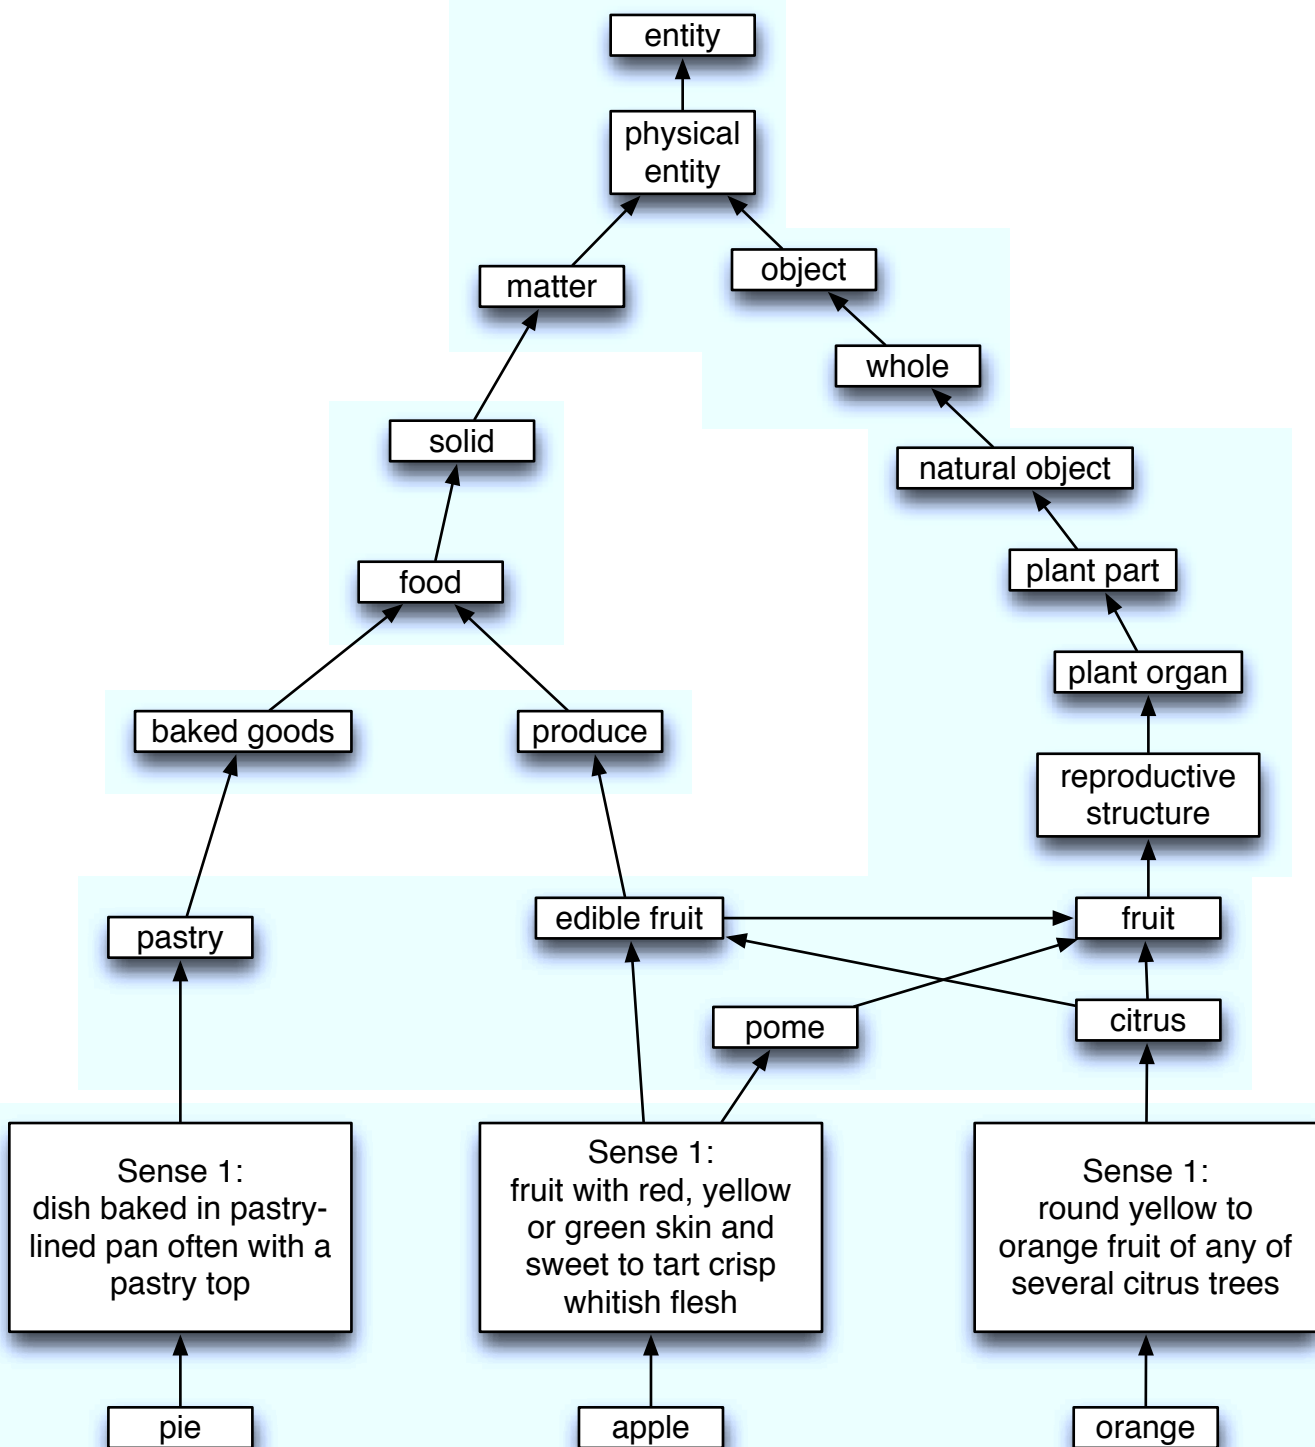 entity
physical
entity
matter
object
whole
solid
natural object
food
plant part
plant organ
baked goods
produce
reproductive
structure
pastry
edible fruit
fruit
pome
citrus
Sense 1:
dish baked in pastry-
lined pan often with a
pastry top
Sense 1:
fruit with red, yellow
or green skin and
sweet to tart crisp
whitish flesh
Sense 1:
round yellow to
orange fruit of any of
several citrus trees
pie
apple
orange